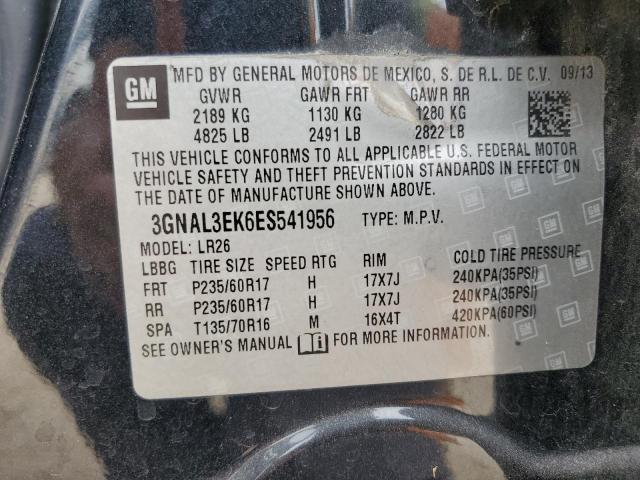 GM
MFD BY GENERAL MOTORS DE MEXICO, S. DE R.L. DE C.V. 09/13
GVWR GAWR FRT GAWR RR
2189 KG 1130 KG 1280 KG
4825 LB 2491 LB 2822 LB
THIS VEHICLE CONFORMS TO ALL APPLICABLE U.S. FEDERAL MOTOR
VEHICLE SAFETY AND THEFT PREVENTION STANDARDS IN EFFECT ON
THE DATE OF MANUFACTURE SHOWN ABOVE.
3GNAL3EK6ES541956 TYPE: M.P.V.
MODEL: LR26
LBBG TIRE SIZE SPEED RTG RIM COLD TIRE PRESSURE
FRT P235/60R17 H 17X7J 240KPA(35PSI)
RR P235/60R17 H 17X7J 240KPA(35PSI)
SPA T135/70R16 M 16X4T 420KPA(60PSI)
SEE OWNER'S MANUAL FOR MORE INFORMATION.